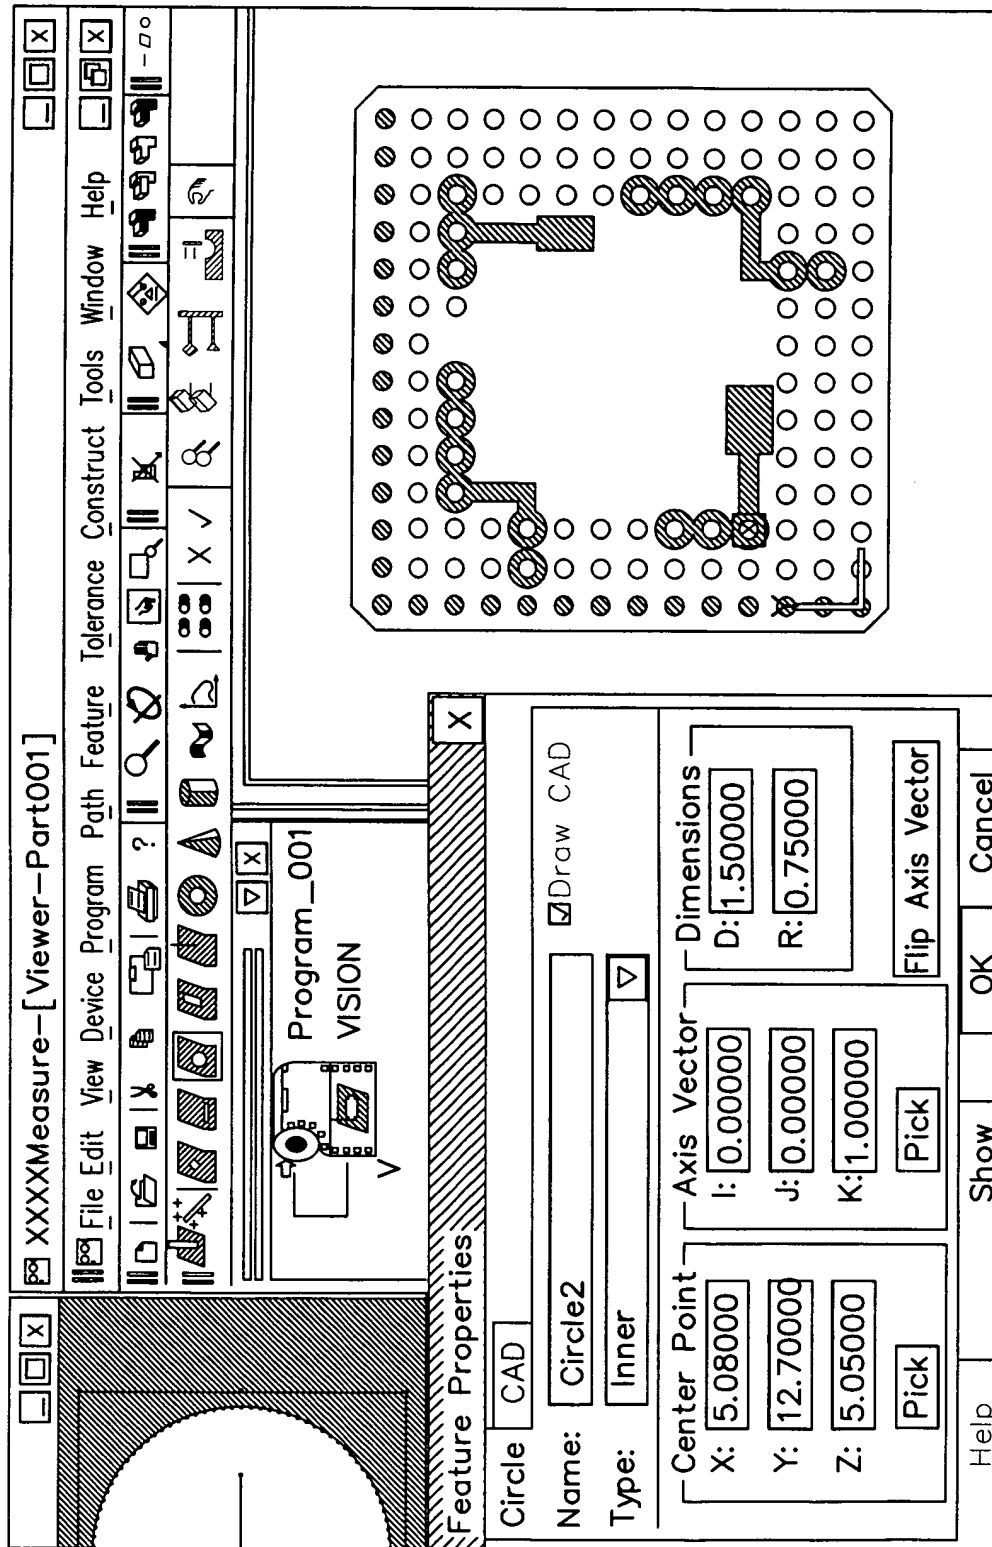 XXXXMeasure-[Viewer-Part001]
File Edit View Device Program Path Feature Tolerance Construct Tools Window Help
?
Program_001
VISION
V
Feature Properties
X
Circle
CAD
Name: Circle2
Draw CAD
Type: Inner
Center Point
X: 5.08000
Y: 12.70000
Z: 5.05000
Pick
Axis Vector
I: 0.00000
J: 0.00000
K: 1.00000
Pick
Dimensions
D: 1.50000
R: 0.75000
Flip Axis Vector
Help
Show
OK
Cancel